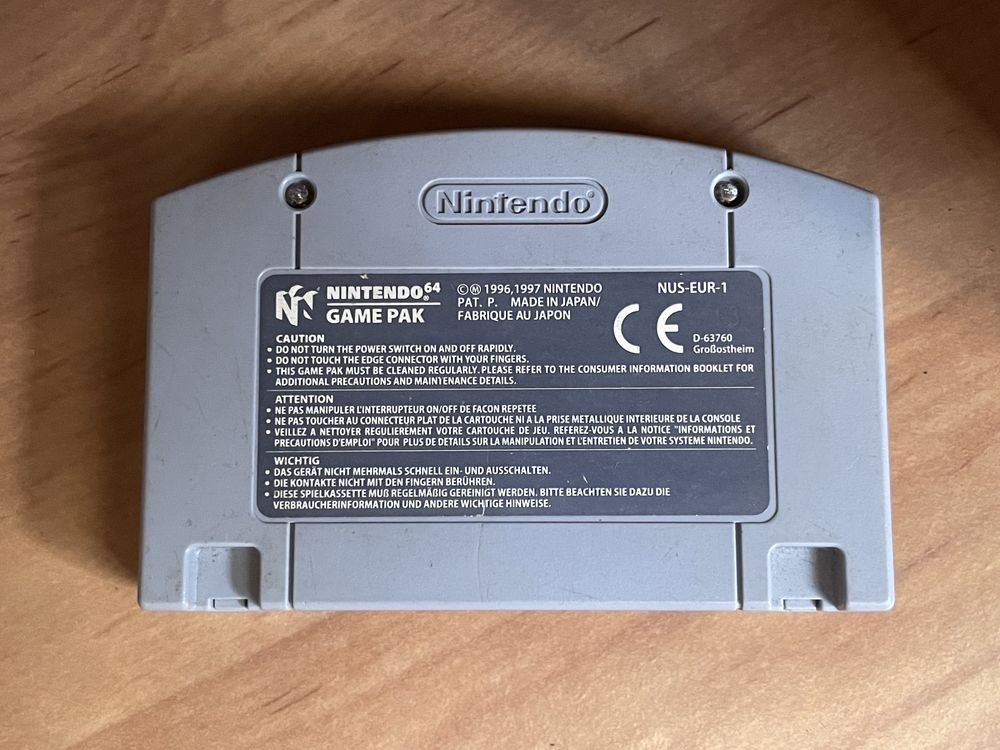 Nintendo®
NINTENDO64®
GAME PAK
©Ⓜ 1996,1997 NINTENDO
PAT. P. MADE IN JAPAN/
FABRIQUE AU JAPON
NUS-EUR-1
CE
D-63760
Großostheim
CAUTION
• DO NOT TURN THE POWER SWITCH ON AND OFF RAPIDLY.
• DO NOT TOUCH THE EDGE CONNECTOR WITH YOUR FINGERS.
• THIS GAME PAK MUST BE CLEANED REGULARLY. PLEASE REFER TO THE CONSUMER INFORMATION BOOKLET FOR
ADDITIONAL PRECAUTIONS AND MAINTENANCE DETAILS.
ATTENTION
• NE PAS MANIPULER L'INTERRUPTEUR ON/OFF DE FACON REPETEE
• NE PAS TOUCHER AU CONNECTEUR PLAT DE LA CARTOUCHE NI A LA PRISE METALLIQUE INTERIEURE DE LA CONSOLE
• VEILLEZ A NETTOYER REGULIEREMENT VOTRE CARTOUCHE DE JEU. REFEREZ-VOUS A LA NOTICE "INFORMATIONS ET
PRECAUTIONS D'EMPLOI" POUR PLUS DE DETAILS SUR LA MANIPULATION ET L'ENTRETIEN DE VOTRE SYSTEME NINTENDO.
WICHTIG
• DAS GERÄT NICHT MEHRMALS SCHNELL EIN- UND AUSSCHALTEN.
• DIE KONTAKTE NICHT MIT DEN FINGERN BERÜHREN.
• DIESE SPIELKASSETTE MUß REGELMÄßIG GEREINIGT WERDEN. BITTE BEACHTEN SIE DAZU DIE
VERBRAUCHERINFORMATION UND ANDERE WICHTIGE HINWEISE.